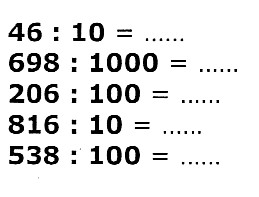 46 : 10 = ......
698 : 1000 = ......
206 : 100 = ......
816 : 10 = ......
538 : 100 = ......